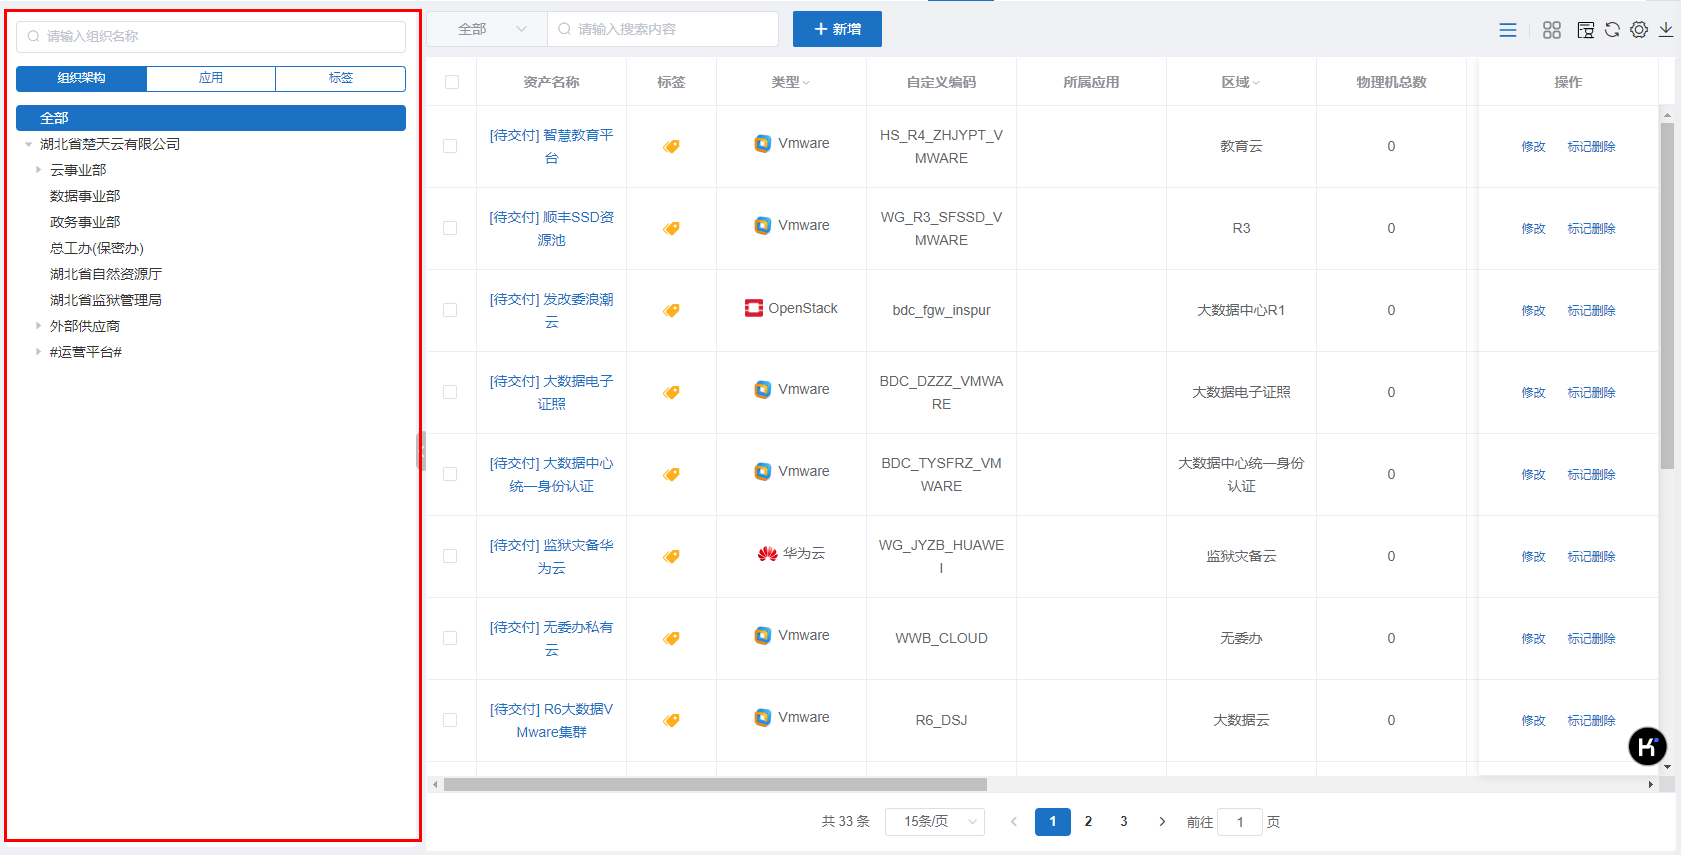 请输入组织名称
组织架构 应用 标签
全部
湖北省楚天云有限公司
云事业部
数据事业部
政务事业部
总工办(保密办)
湖北省自然资源厅
湖北省监狱管理局
外部供应商
#运营平台#
全部 请输入搜索内容 新增
资产名称 标签 类型 自定义编码 所属应用 区域 物理机总数 操作
[待交付] 智慧教育平
台
Vmware
HS_R4_ZHJYPT_V
MWARE
教育云 0 修改 标记删除
[待交付] 顺丰SSD资
源池
Vmware
WG_R3_SFSSD_V
MWARE
R3 0 修改 标记删除
[待交付] 发改委浪潮
云
OpenStack
bdc_fgw_inspur
大数据中心R1 0 修改 标记删除
[待交付] 大数据电子
证照
Vmware
BDC_DZZZ_VMWA
RE
大数据电子证照 0 修改 标记删除
[待交付] 大数据中心
统一身份认证
Vmware
BDC_TYSFRZ_VM
WARE
大数据中心统一身份
认证
0 修改 标记删除
[待交付] 监狱灾备华
为云
华为云
WG_JYZB_HUAWE
I
监狱灾备云 0 修改 标记删除
[待交付] 无委办私有
云
Vmware
WWB_CLOUD
无委办 0 修改 标记删除
[待交付] R6大数据V
Mware集群
Vmware
R6_DSJ
大数据云 0 修改 标记删除
共 33 条 15条/页 1 2 3 前往 1 页